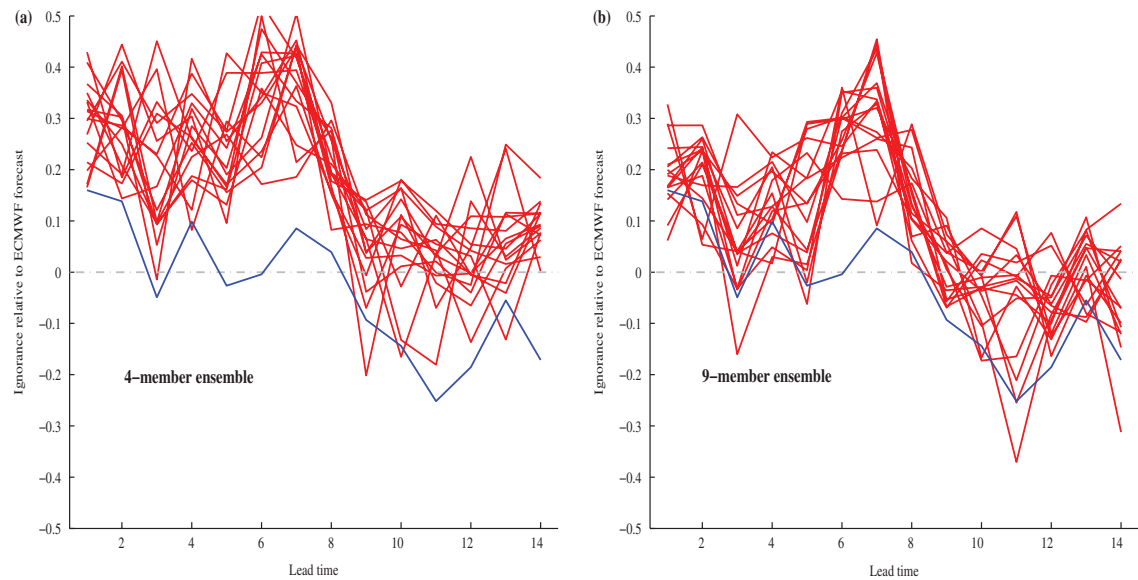 (a)
Ignorance relative to ECMWF forecast
0.5
0.4
0.3
0.2
0.1
0
−0.1
−0.2
−0.3
−0.4
−0.5
4−member ensemble
2 4 6 8 10 12 14
Lead time
(b)
Ignorance relative to ECMWF forecast
0.5
0.4
0.3
0.2
0.1
0
−0.1
−0.2
−0.3
−0.4
−0.5
9−member ensemble
2 4 6 8 10 12 14
Lead time